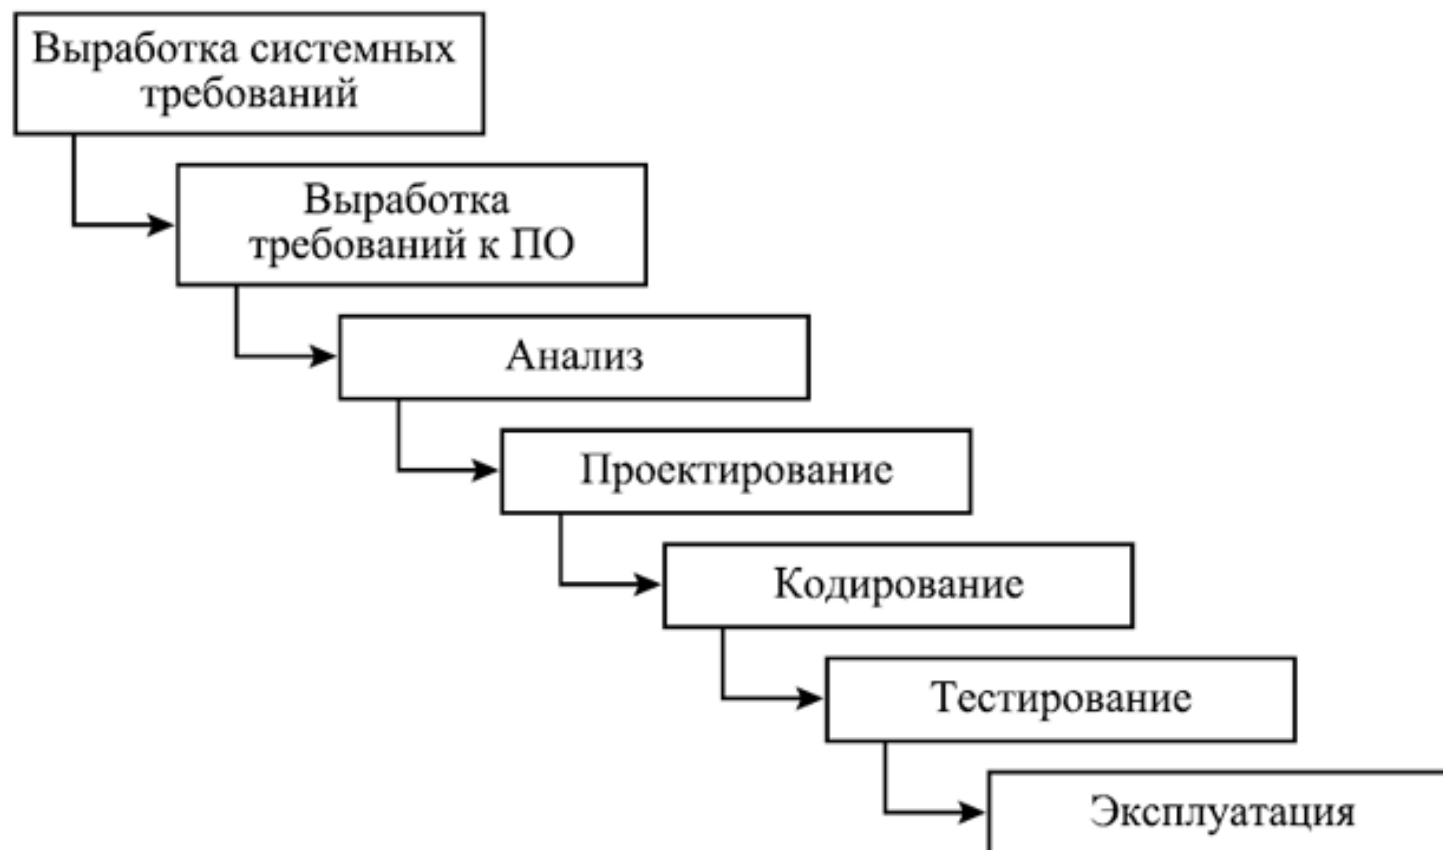 Выработка системных
требований
Выработка
требований к ПО
Анализ
Проектирование
Кодирование
Тестирование
Эксплуатация